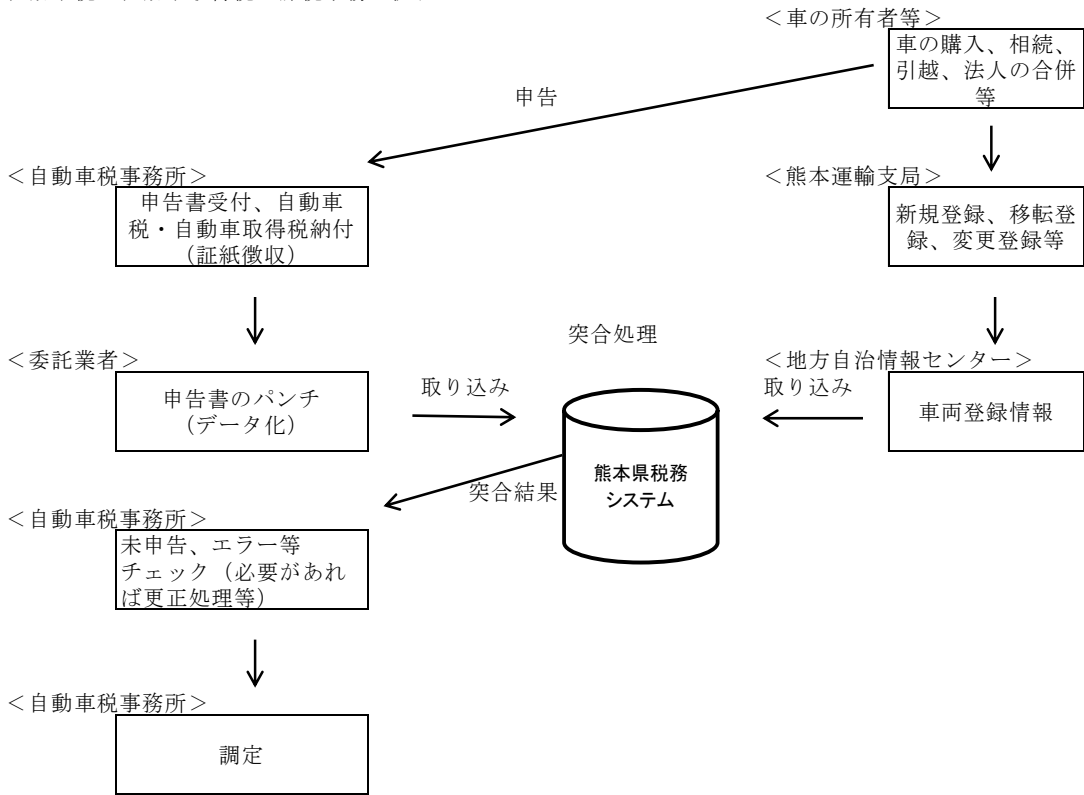 ＜車の所有者等＞
車の購入、相続、
引越、法人の合併
等
申告
＜自動車税事務所＞
申告書受付、自動車
税・自動車取得税納付
（証紙徴収）
＜熊本運輸支局＞
新規登録、移転登
録、変更登録等
突合処理
＜委託業者＞
申告書のパンチ
（データ化）
取り込み
＜地方自治情報センター＞
取り込み
車両登録情報
熊本県税務
システム
突合結果
＜自動車税事務所＞
未申告、エラー等
チェック（必要があれ
ば更正処理等）
＜自動車税事務所＞
調定